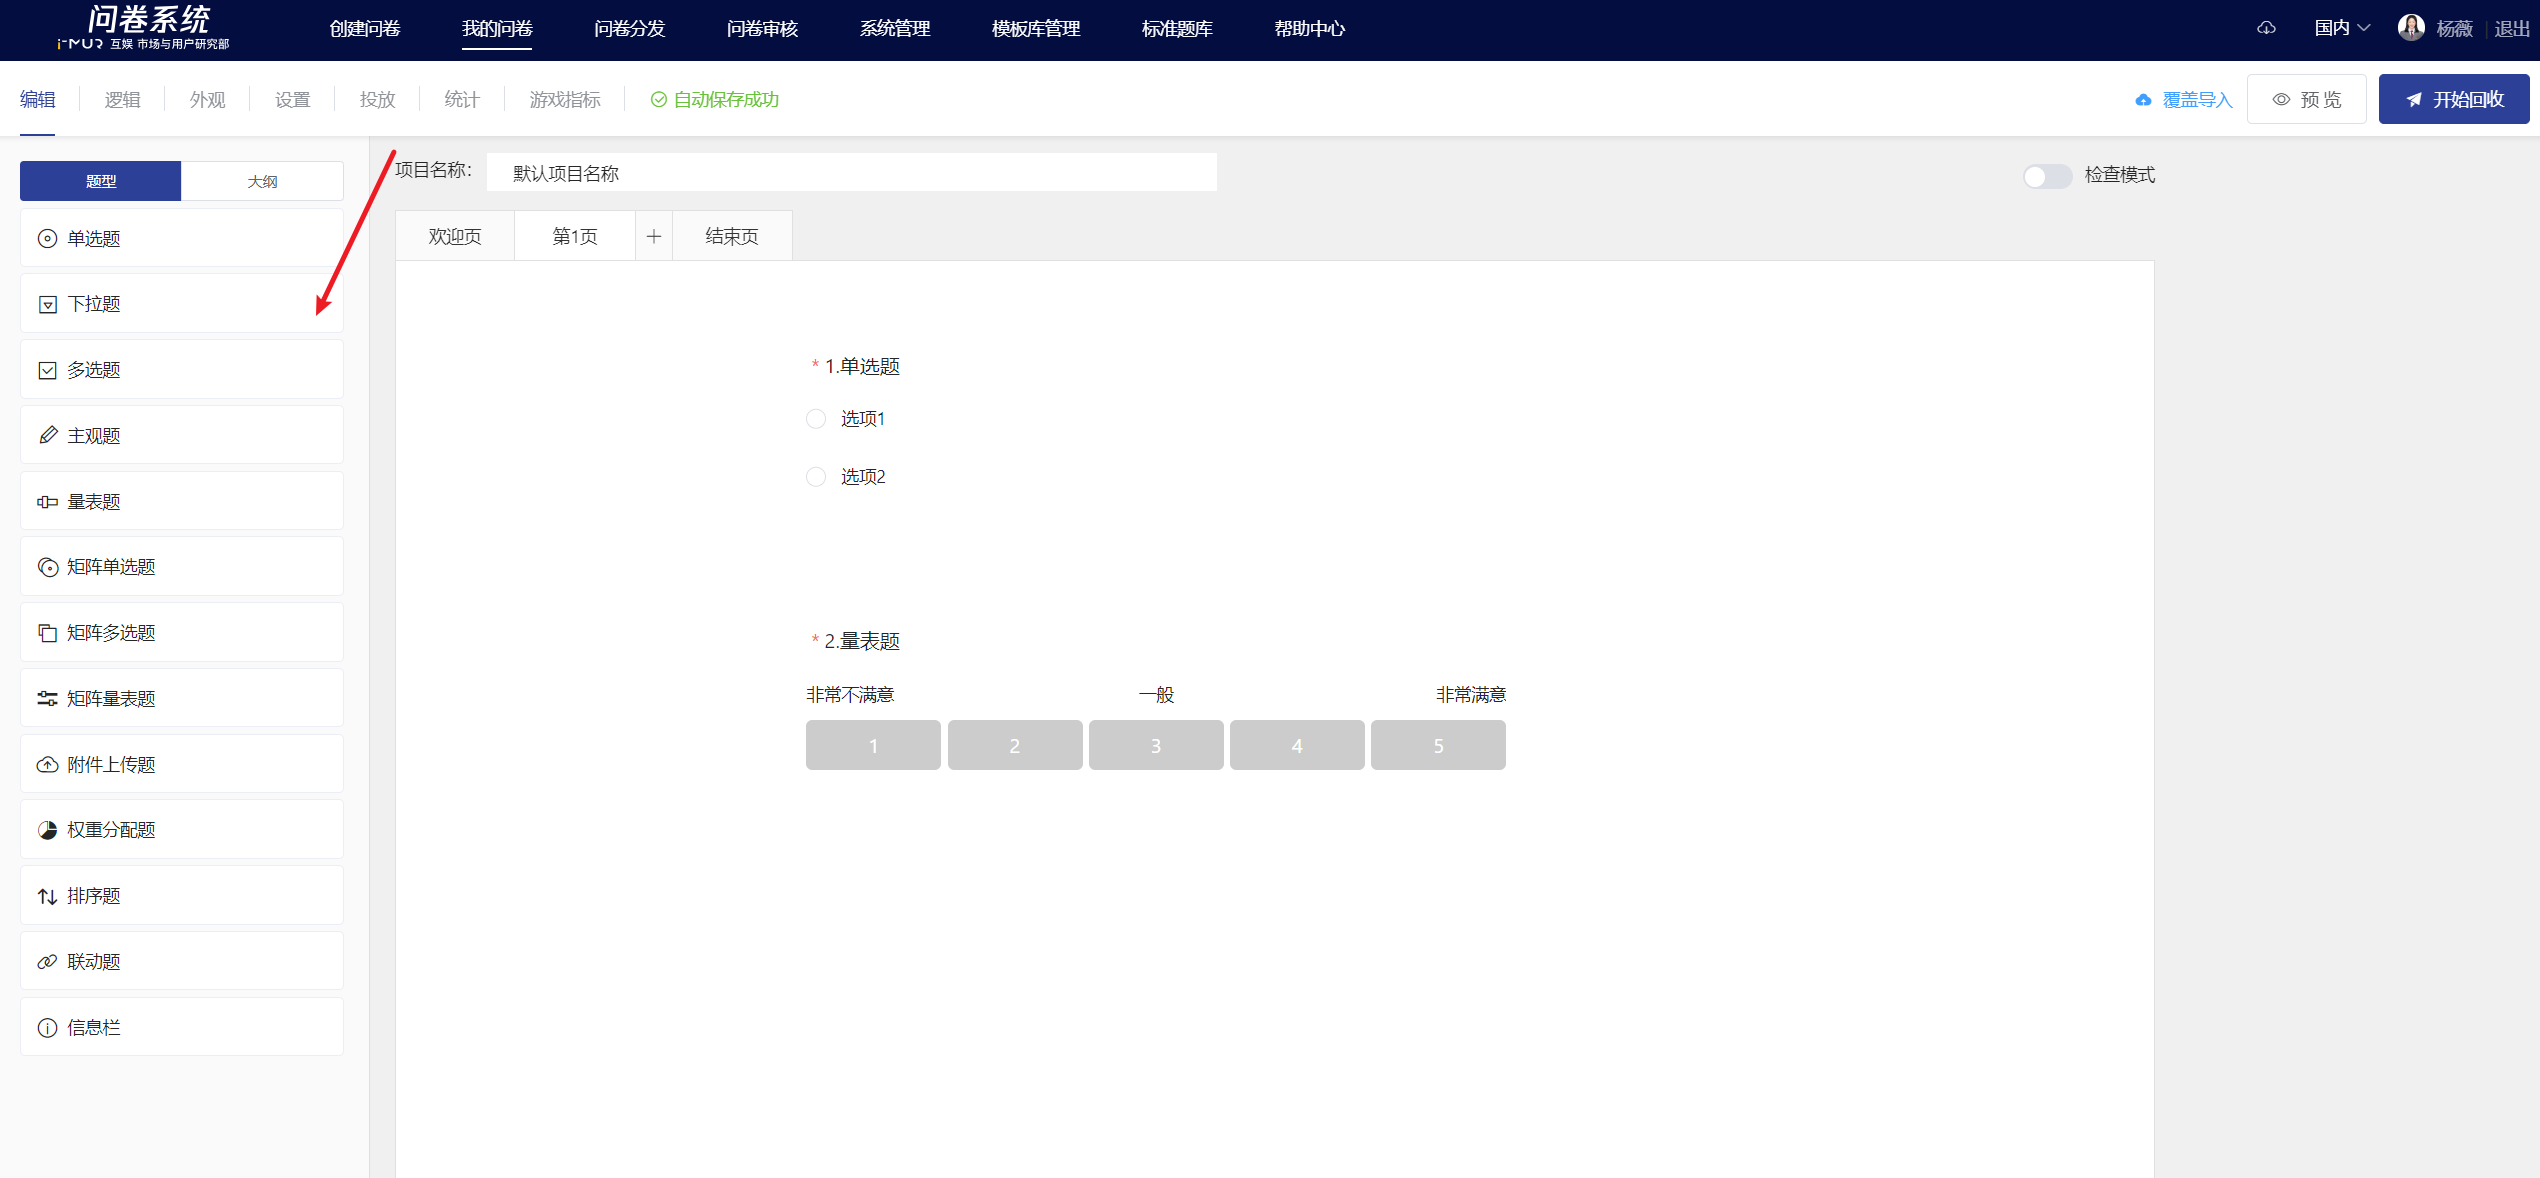 问卷系统
i-MUR 互娱 市场与用户研究部
创建问卷
我的问卷
问卷分发
问卷审核
系统管理
模板库管理
标准题库
帮助中心
国内
杨薇
退出
编辑
逻辑
外观
设置
投放
统计
游戏指标
自动保存成功
覆盖导入
预 览
开始回收
题型
大纲
项目名称：
默认项目名称
检查模式
欢迎页
第1页
结束页
单选题
下拉题
多选题
主观题
量表题
矩阵单选题
矩阵多选题
矩阵量表题
附件上传题
权重分配题
排序题
联动题
信息栏
* 1.单选题
选项1
选项2
* 2.量表题
非常不满意 一般 非常满意
1 2 3 4 5